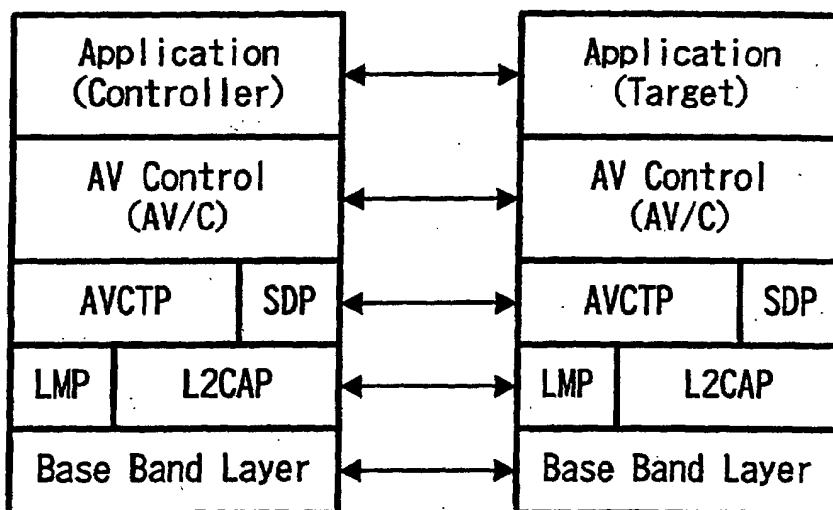 Application
(Controller)
Application
(Target)
AV Control
(AV/C)
AV Control
(AV/C)
AVCTP
SDP
AVCTP
SDP
LMP
L2CAP
LMP
L2CAP
Base Band Layer
Base Band Layer